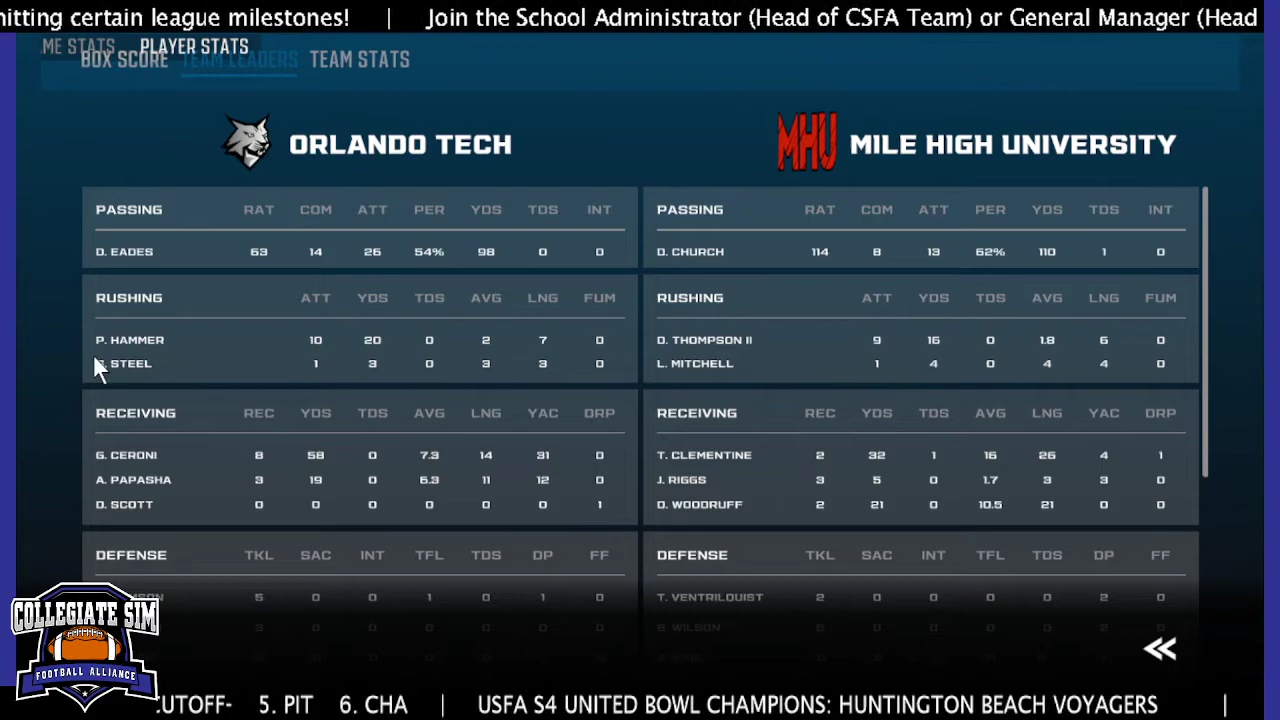 nitting certain league milestones! | Join the School Administrator (Head of CSFA Team) or General Manager (Head
ME STATS PLAYER STATS
BOX SCORE TEAM LEADERS TEAM STATS
ORLANDO TECH
MHU MILE HIGH UNIVERSITY
PASSING RAT COM ATT PER YDS TDS INT
D. EADES 63 14 26 54% 98 0 0
RUSHING ATT YDS TDS AVG LNG FUM
P. HAMMER 10 20 0 2 7 0
STEEL 1 3 0 3 3 0
RECEIVING REC YDS TDS AVG LNG YAC DRP
G. CERONI 8 58 0 7.3 14 31 0
A. PAPASHA 3 19 0 6.3 11 12 0
D. SCOTT 0 0 0 0 0 0 1
DEFENSE TKL SAC INT TFL TDS DP FF
5 0 0 1 0 1 0
PASSING RAT COM ATT PER YDS TDS INT
D. CHURCH 114 8 13 62% 110 1 0
RUSHING ATT YDS TDS AVG LNG FUM
D. THOMPSON II 9 16 0 1.8 6 0
L. MITCHELL 1 4 0 4 4 0
RECEIVING REC YDS TDS AVG LNG YAC DRP
T. CLEMENTINE 2 32 1 16 26 4 1
J. RIGGS 3 5 0 1.7 3 3 0
D. WOODRUFF 2 21 0 10.5 21 0 0
DEFENSE TKL SAC INT TFL TDS DP FF
T. VENTRILOUIST 2 0 0 0 0 2 0
WILSON
COLLEGIATE SIM
FOOTBALL ALLIANCE
CUTOFF- 5. PIT 6. CHA | USFA S4 UNITED BOWL CHAMPIONS: HUNTINGTON BEACH VOYAGERS |